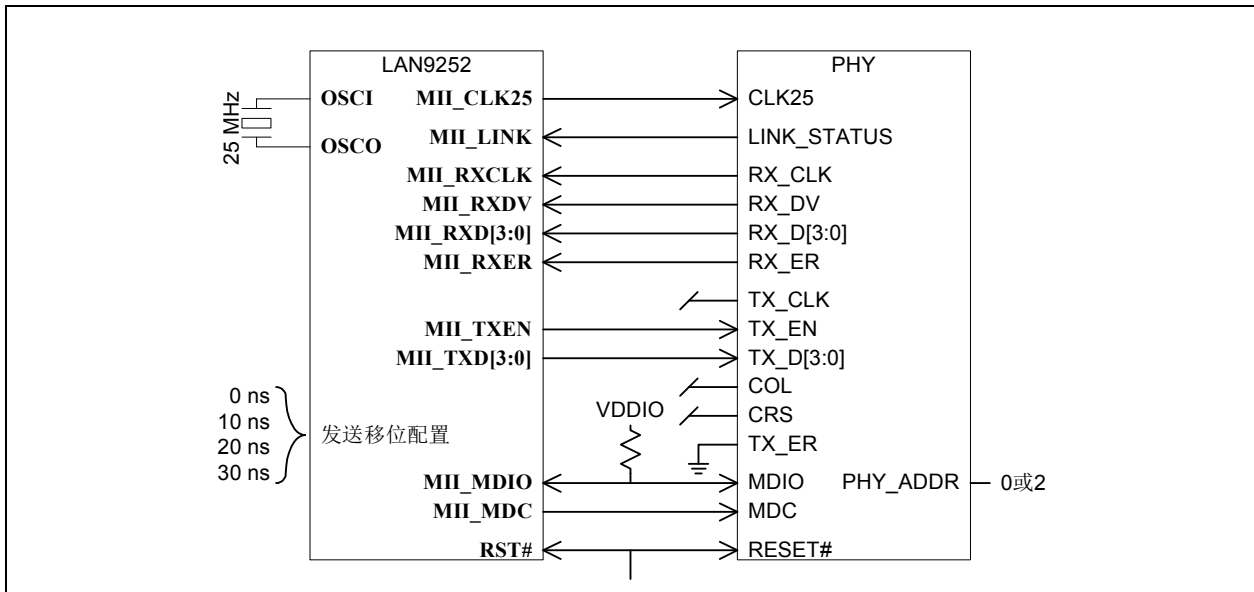 LAN9252
PHY
25 MHz
OSCI
MII_CLK25
CLK25
OSCO
MII_LINK
LINK_STATUS
MII_RXCLK
RX_CLK
MII_RXDV
RX_DV
MII_RXD[3:0]
RX_D[3:0]
MII_RXER
RX_ER
TX_CLK
MII_TXEN
TX_EN
MII_TXD[3:0]
TX_D[3:0]
COL
0 ns
10 ns
20 ns
30 ns
发送移位配置
VDDIO
CRS
TX_ER
MII_MDIO
MDIO
PHY_ADDR
0或2
MII_MDC
MDC
RST#
RESET#